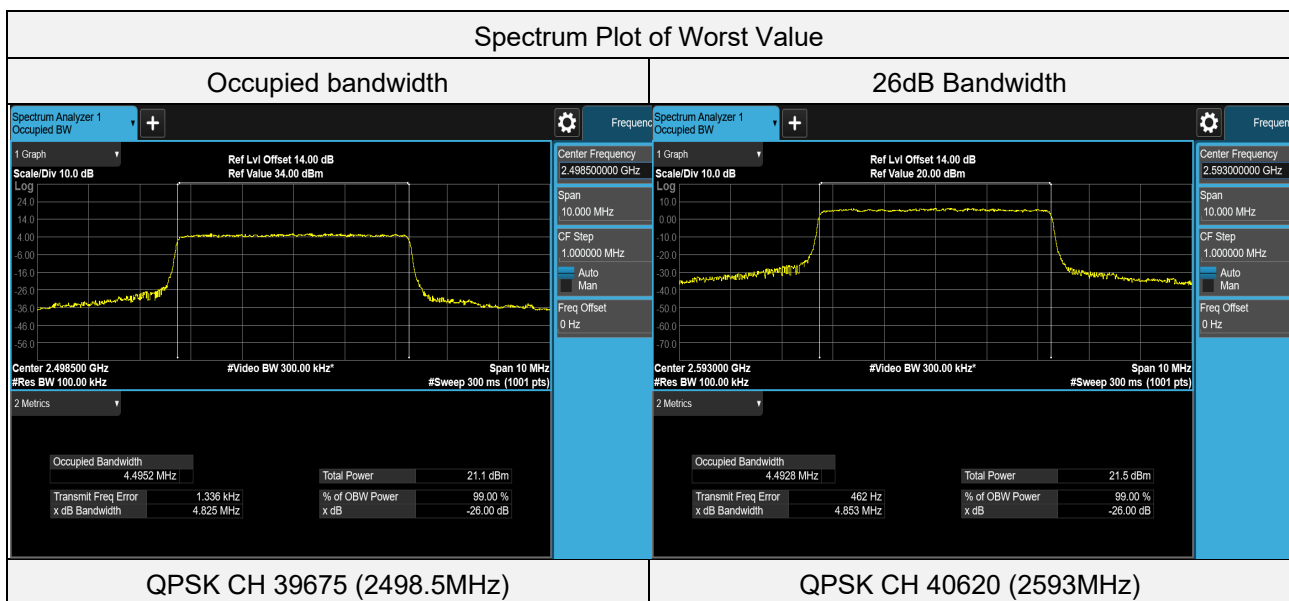 Spectrum Plot of Worst Value
Occupied bandwidth
26dB Bandwidth
Spectrum Analyzer 1
Occupied BW
+
Frequenc
1 Graph
Ref Lvl Offset 14.00 dB
Scale/Div 10.0 dB
Ref Value 34.00 dBm
Log
24.0
14.0
4.00
-6.00
-16.0
-26.0
-36.0
-46.0
-56.0
Center 2.498500 GHz
#Video BW 300.00 kHz*
Span 10 MHz
#Res BW 100.00 kHz
#Sweep 300 ms (1001 pts)
Center Frequency
2.498500000 GHz
Span
10.000 MHz
CF Step
1.000000 MHz
Auto
Man
Freq Offset
0 Hz
2 Metrics
Occupied Bandwidth
4.4952 MHz
Total Power 21.1 dBm
Transmit Freq Error 1.336 kHz
% of OBW Power 99.00 %
x dB Bandwidth 4.825 MHz
x dB -26.00 dB
Spectrum Analyzer 1
Occupied BW
+
Frequen
1 Graph
Ref Lvl Offset 14.00 dB
Scale/Div 10.0 dB
Ref Value 20.00 dBm
Log
10.0
0.00
-10.0
-20.0
-30.0
-40.0
-50.0
-60.0
-70.0
Center 2.593000 GHz
#Video BW 300.00 kHz*
Span 10 MHz
#Res BW 100.00 kHz
#Sweep 300 ms (1001 pts)
Center Frequency
2.593000000 GHz
Span
10.000 MHz
CF Step
1.000000 MHz
Auto
Man
Freq Offset
0 Hz
2 Metrics
Occupied Bandwidth
4.4928 MHz
Total Power 21.5 dBm
Transmit Freq Error 462 Hz
% of OBW Power 99.00 %
x dB Bandwidth 4.853 MHz
x dB -26.00 dB
QPSK CH 39675 (2498.5MHz)
QPSK CH 40620 (2593MHz)